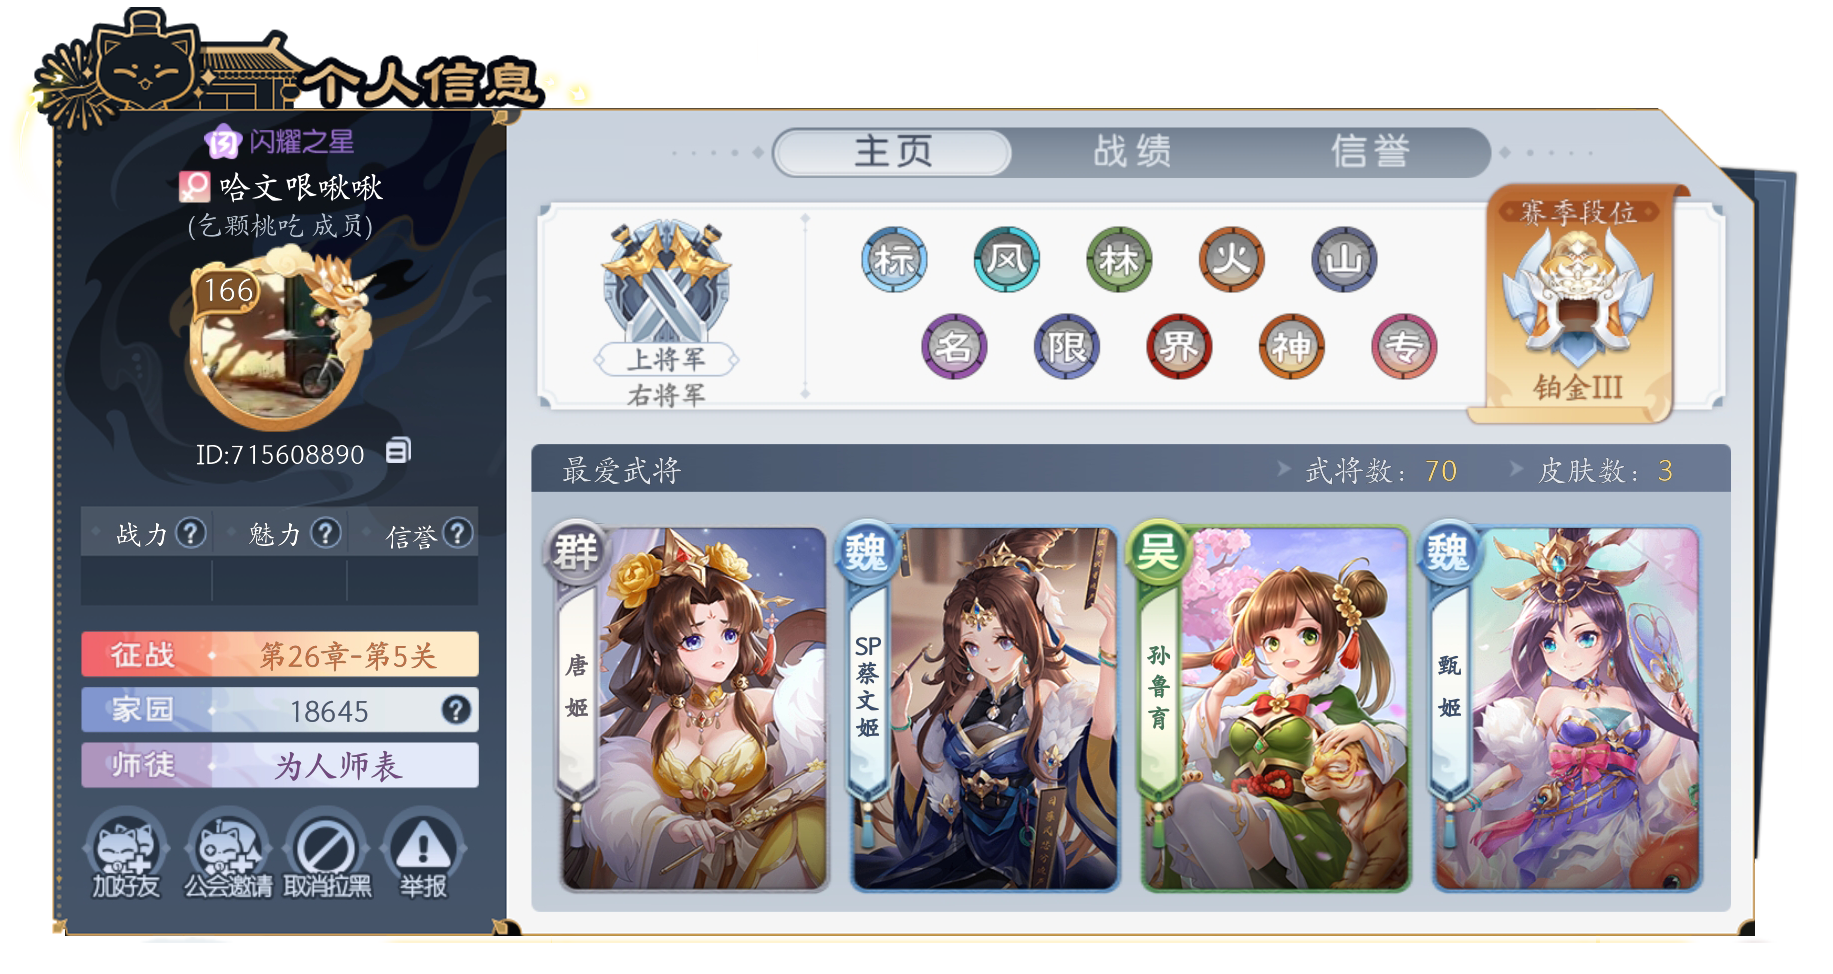 个人信息
闪 闪耀之星
哈文哏啾啾
(乞颗桃吃 成员)
166
ID:715608890
战力 ? 魅力 ? 信誉 ?
征战 第26章-第5关
家园 18645 ?
师徒 为人师表
加好友 公会邀请 取消拉黑 举报
主页 战绩 信誉
上将军
右将军
标 风 林 火 山
名 限 界 神 专
赛季段位
铂金III
最爱武将 武将数：70 皮肤数：3
群 唐姬
魏 SP蔡文姬
吴 孙鲁育
魏 甄姬